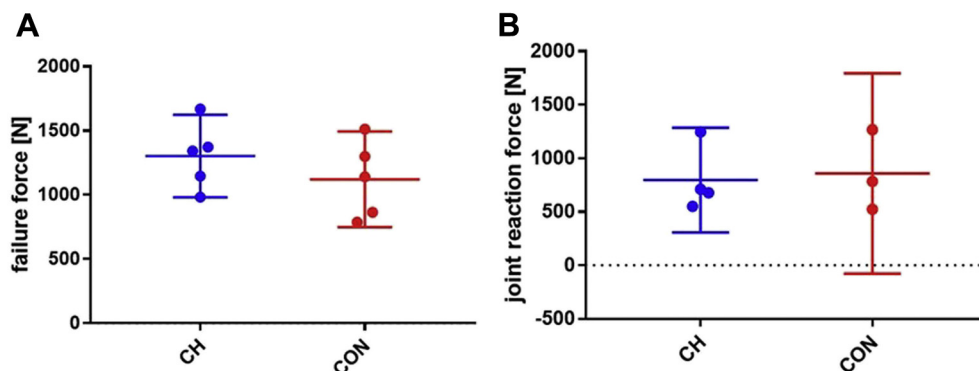 A
failure force [N]
2000
1500
1000
500
0
CH
CON
B
joint reaction force [N]
2000
1500
1000
500
0
-500
CH
CON